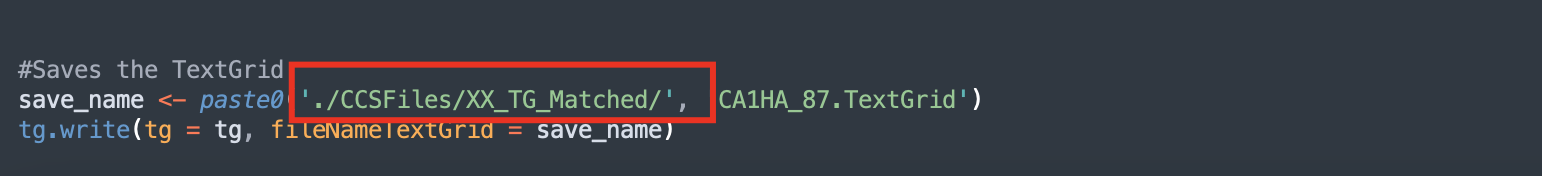 #Saves the TextGrid
save_name <- paste0('./CCSFiles/XX_TG_Matched/', CA1HA_87.TextGrid')
tg.write(tg = tg, fileNameTextGrid = save_name)